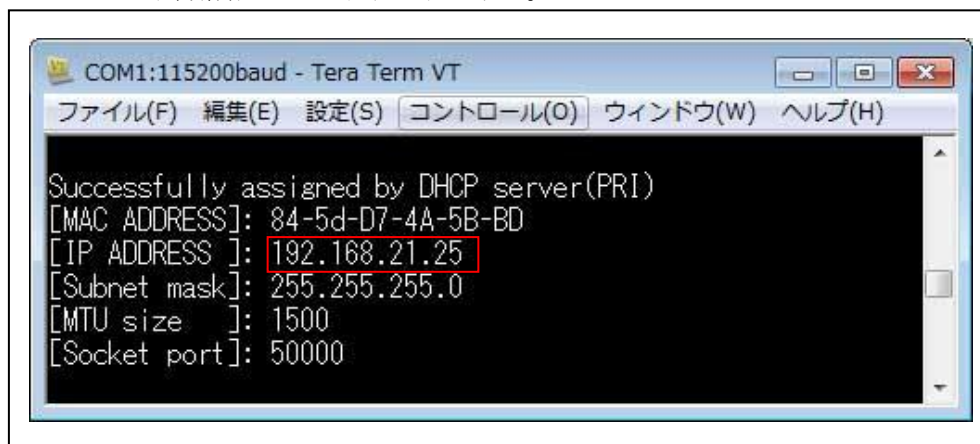 COM1:115200baud - Tera Term VT
ファイル(F) 編集(E) 設定(S) コントロール(O) ウィンドウ(W) ヘルプ(H)
Successfully assigned by DHCP server(PRI)
[MAC ADDRESS]: 84-5d-D7-4A-5B-BD
[IP ADDRESS ]: 192.168.21.25
[Subnet mask]: 255.255.255.0
[MTU size   ]: 1500
[Socket port]: 50000